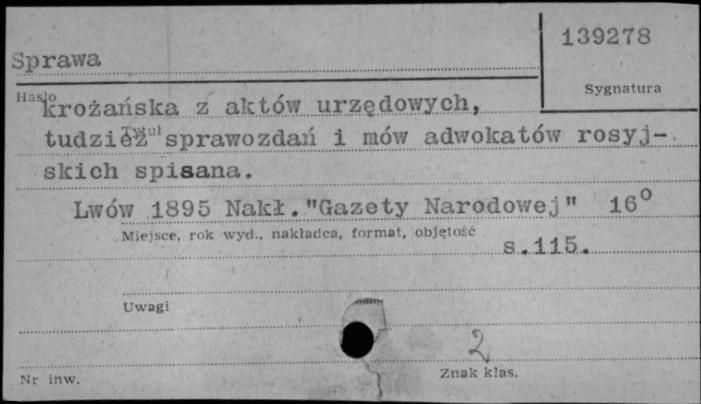 139278
Sprawa
Sygnatura
Hasło
krożańska z aktów urzędowych,
Tytuł
tudzież sprawozdań i mów adwokatów rosyj-
skich spisana.
Lwów 1895 Nakł."Gazety Narodowej" 16º
Miejsce, rok wyd., nakładca, format, objętość
s.115.
Uwagi
2
Nr inw.
Znak klas.